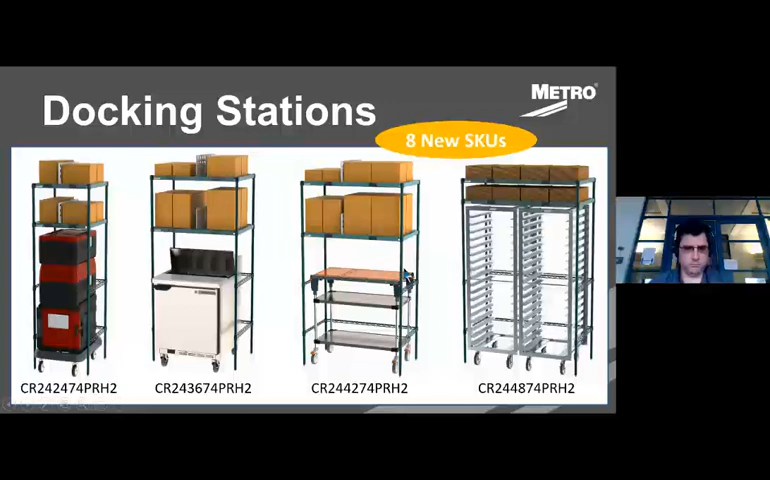 Docking Stations
METRO
8 New SKUs
CR242474PRH2
CR243674PRH2
CR244274PRH2
CR244874PRH2